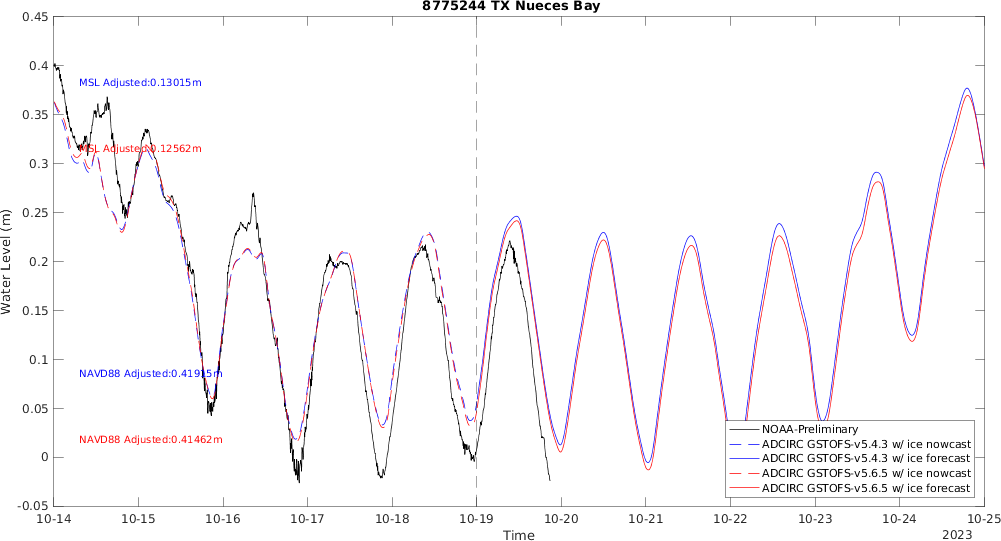 8775244 TX Nueces Bay
0.45
0.4
0.35
0.3
0.25
0.2
0.15
0.1
0.05
0
-0.05
Water Level (m)
MSL Adjusted:0.13015m
MSL Adjusted:0.12562m
NAVD88 Adjusted:0.41915m
NAVD88 Adjusted:0.41462m
NOAA-Preliminary
ADCIRC GSTOFS-v5.4.3 w/ ice nowcast
ADCIRC GSTOFS-v5.4.3 w/ ice forecast
ADCIRC GSTOFS-v5.6.5 w/ ice nowcast
ADCIRC GSTOFS-v5.6.5 w/ ice forecast
10-14 10-15 10-16 10-17 10-18 10-19 10-20 10-21 10-22 10-23 10-24 10-25
Time
2023